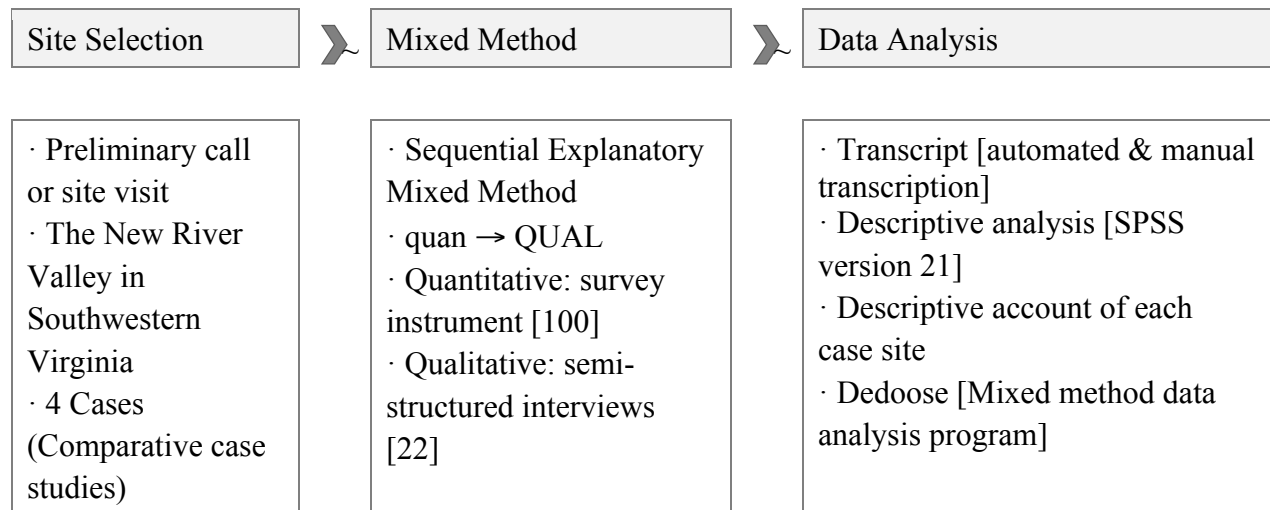 Site Selection
Mixed Method
Data Analysis
· Preliminary call
or site visit
· The New River
Valley in
Southwestern
Virginia
· 4 Cases
(Comparative case
studies)
· Sequential Explanatory
Mixed Method
· quan → QUAL
· Quantitative: survey
instrument [100]
· Qualitative: semi-
structured interviews
[22]
· Transcript [automated & manual
transcription]
· Descriptive analysis [SPSS
version 21]
· Descriptive account of each
case site
· Dedoose [Mixed method data
analysis program]